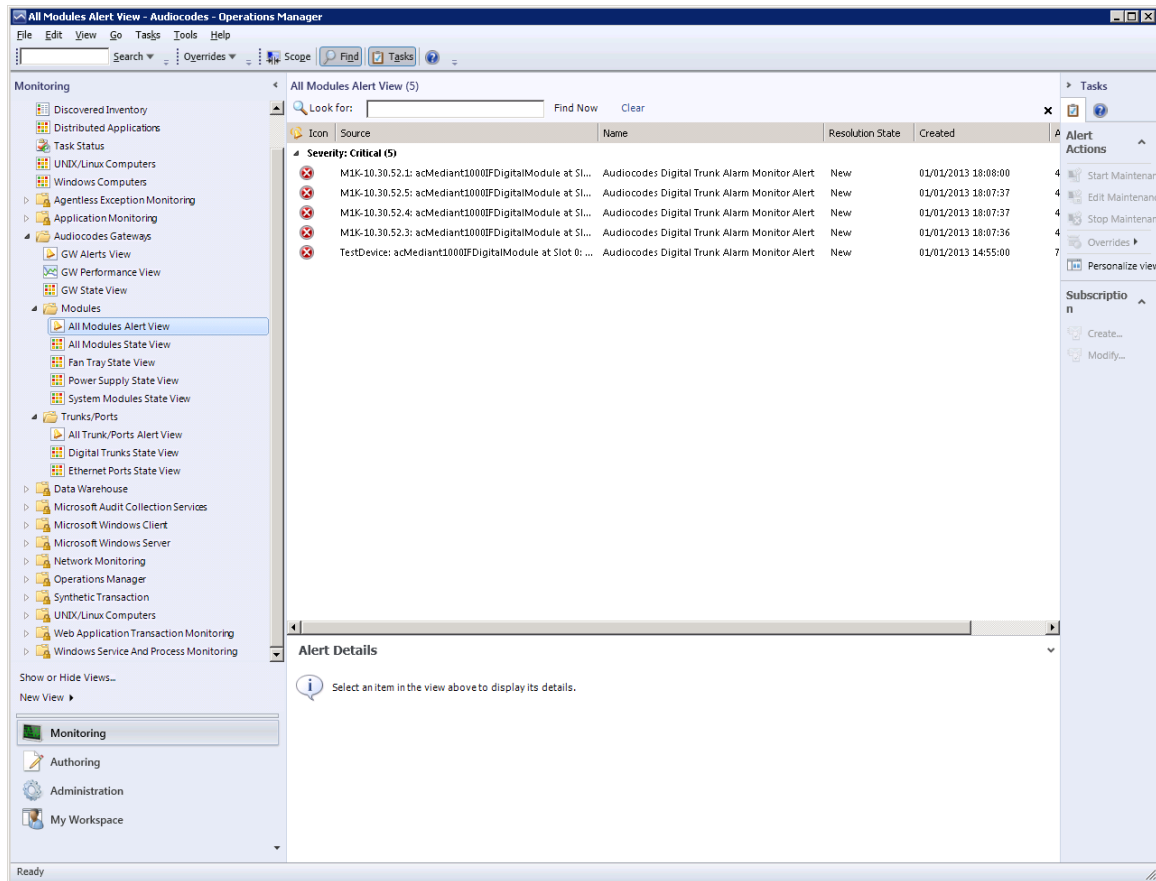 All Modules Alert View - Audiocodes - Operations Manager
File Edit View Go Tasks Tools Help
Search Overrides Scope Find Tasks
Monitoring
Discovered Inventory
Distributed Applications
Task Status
UNIX/Linux Computers
Windows Computers
Agentless Exception Monitoring
Application Monitoring
Audiocodes Gateways
GW Alerts View
GW Performance View
GW State View
Modules
All Modules Alert View
All Modules State View
Fan Tray State View
Power Supply State View
System Modules State View
Trunks/Ports
All Trunk/Ports Alert View
Digital Trunks State View
Ethernet Ports State View
Data Warehouse
Microsoft Audit Collection Services
Microsoft Windows Client
Microsoft Windows Server
Network Monitoring
Operations Manager
Synthetic Transaction
UNIX/Linux Computers
Web Application Transaction Monitoring
Windows Service And Process Monitoring
Show or Hide Views...
New View
Monitoring
Authoring
Administration
My Workspace
Ready
All Modules Alert View (5)
Look for: Find Now Clear
Icon Source Name Resolution State Created A
Severity: Critical (5)
M1K-10.30.52.1: acMediant1000IFDigitalModule at Sl... Audiocodes Digital Trunk Alarm Monitor Alert New 01/01/2013 18:08:00 4
M1K-10.30.52.5: acMediant1000IFDigitalModule at Sl... Audiocodes Digital Trunk Alarm Monitor Alert New 01/01/2013 18:07:37 4
M1K-10.30.52.4: acMediant1000IFDigitalModule at Sl... Audiocodes Digital Trunk Alarm Monitor Alert New 01/01/2013 18:07:37 4
M1K-10.30.52.3: acMediant1000IFDigitalModule at Sl... Audiocodes Digital Trunk Alarm Monitor Alert New 01/01/2013 18:07:36 4
TestDevice: acMediant1000IFDigitalModule at Slot 0: ... Audiocodes Digital Trunk Alarm Monitor Alert New 01/01/2013 14:55:00 7
Alert Details
Select an item in the view above to display its details.
Tasks
Alert
Actions
Start Maintenan
Edit Maintenanc
Stop Maintenan
Overrides
Personalize view
Subscriptio
n
Create...
Modify...